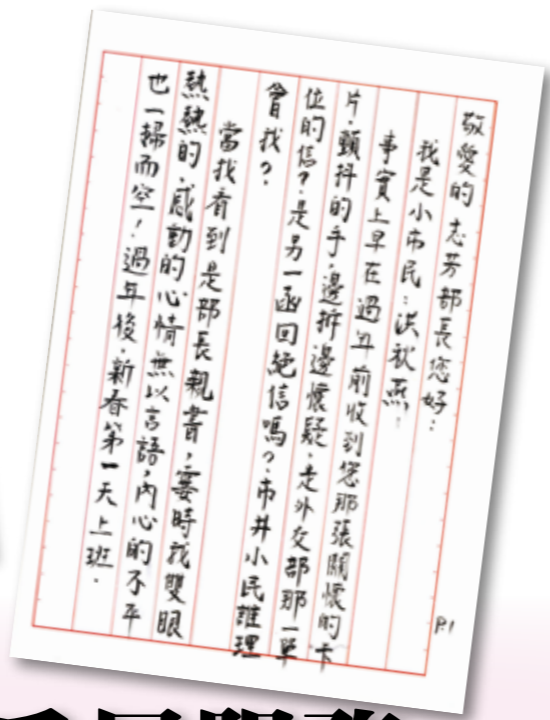 敬愛的志芳部長您好：
我是小市民：洪秋燕：
事實上早在過年前收到您那張關懷的卡
片.顫抖的手,邊拆邊懷疑,是外交部那一單
位的信?是另一函回絕信嗎?市井小民誰理
會我?
當我看到是部長親書,霎時我雙眼
熱熱的.感動的心情無以言語,內心的不平
也一掃而空!過年後.新春第一天上班.
P.1